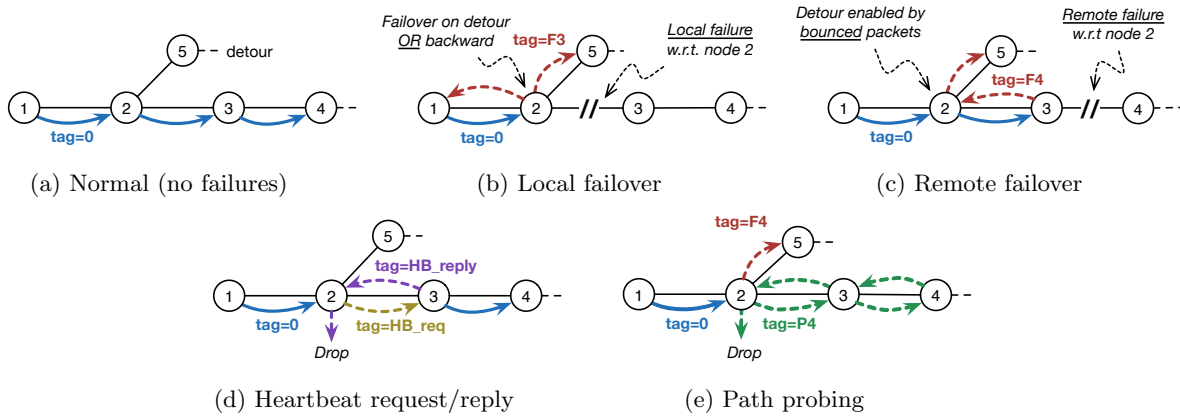 5
detour
1
2
3
4
tag=0
(a) Normal (no failures)
Failover on detour
OR backward
tag=F3
5
Local failure
w.r.t. node 2
1
2
3
4
tag=0
(b) Local failover
Detour enabled by
bounced packets
5
Remote failure
w.r.t node 2
tag=F4
1
2
3
4
tag=0
(c) Remote failover
5
tag=HB_reply
1
2
3
4
tag=0
tag=HB_req
Drop
(d) Heartbeat request/reply
tag=F4
5
1
2
3
4
tag=0
tag=P4
Drop
(e) Path probing